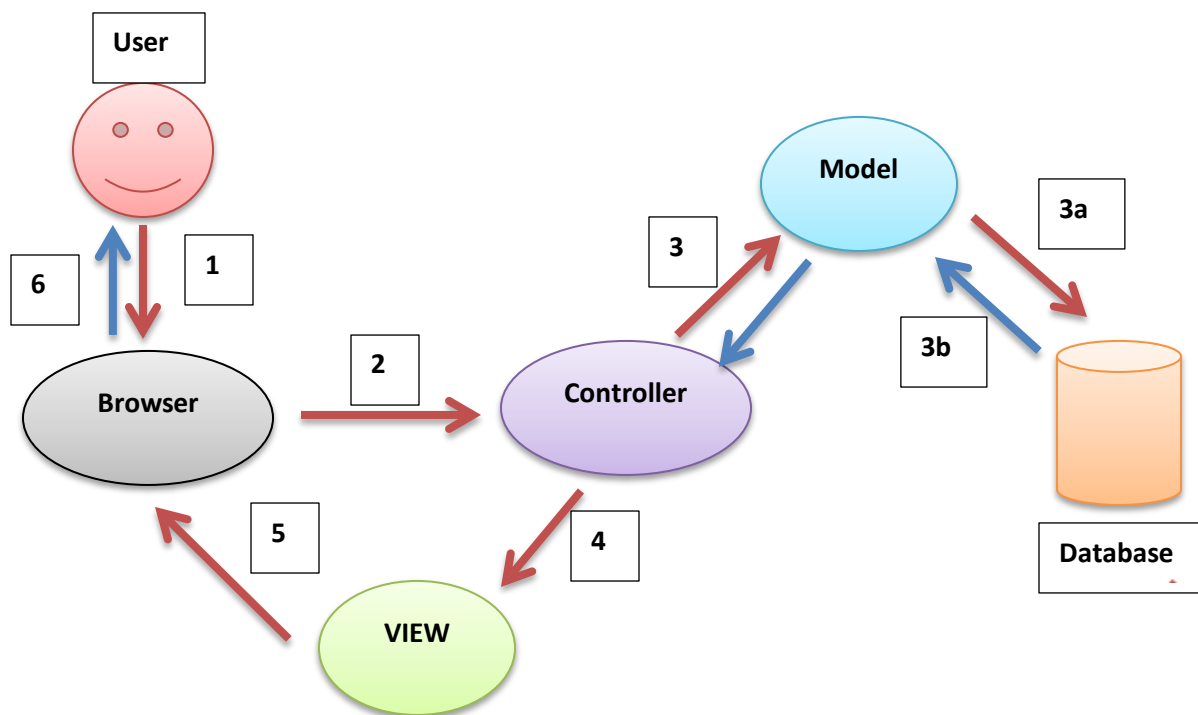 User
Model
3a
3
1
6
3b
2
Browser
Controller
5
4
Database
VIEW